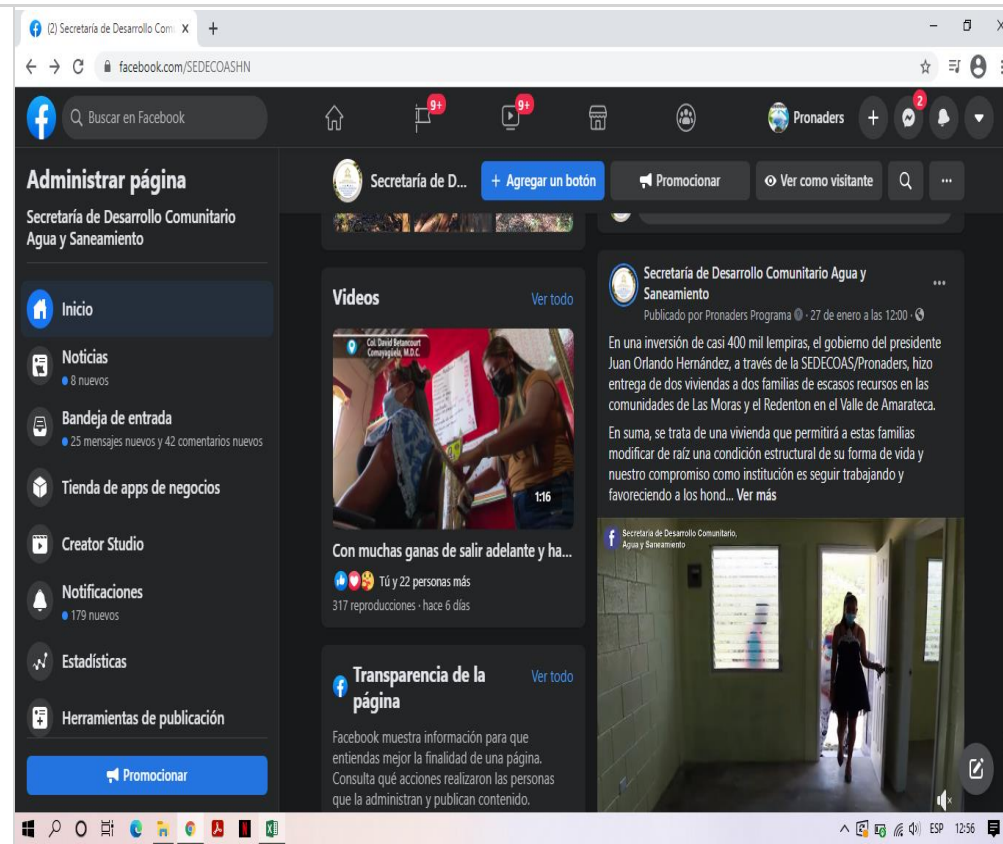 (2) Secretaría de Desarrollo Com
facebook.com/SEDECOASHN
Buscar en Facebook
9+
9+
Pronaders
2
Administrar página
Secretaría de Desarrollo Comunitario
Agua y Saneamiento
Inicio
Noticias
8 nuevos
Bandeja de entrada
25 mensajes nuevos y 42 comentarios nuevos
Tienda de apps de negocios
Creator Studio
Notificaciones
179 nuevos
Estadísticas
Herramientas de publicación
Promocionar
Secretaría de D...
+ Agregar un botón
Promocionar
Ver como visitante
Videos
Ver todo
Col. David Betancourt
Comayagüela, M.D.C.
1:16
Con muchas ganas de salir adelante y ha...
Tú y 22 personas más
317 reproducciones · hace 6 días
Transparencia de la
página
Ver todo
Facebook muestra información para que
entiendas mejor la finalidad de una página.
Consulta qué acciones realizaron las personas
que la administran y publican contenido.
Secretaría de Desarrollo Comunitario Agua y
Saneamiento
Publicado por Pronaders Programa · 27 de enero a las 12:00 ·
En una inversión de casi 400 mil lempiras, el gobierno del presidente
Juan Orlando Hernández, a través de la SEDECOAS/Pronaders, hizo
entrega de dos viviendas a dos familias de escasos recursos en las
comunidades de Las Moras y el Redenton en el Valle de Amarateca.
En suma, se trata de una vivienda que permitirá a estas familias
modificar de raíz una condición estructural de su forma de vida y
nuestro compromiso como institución es seguir trabajando y
favoreciendo a los hond... Ver más
Secretaria de Desarrollo Comunitario,
Agua y Saneamiento
ESP
12:56